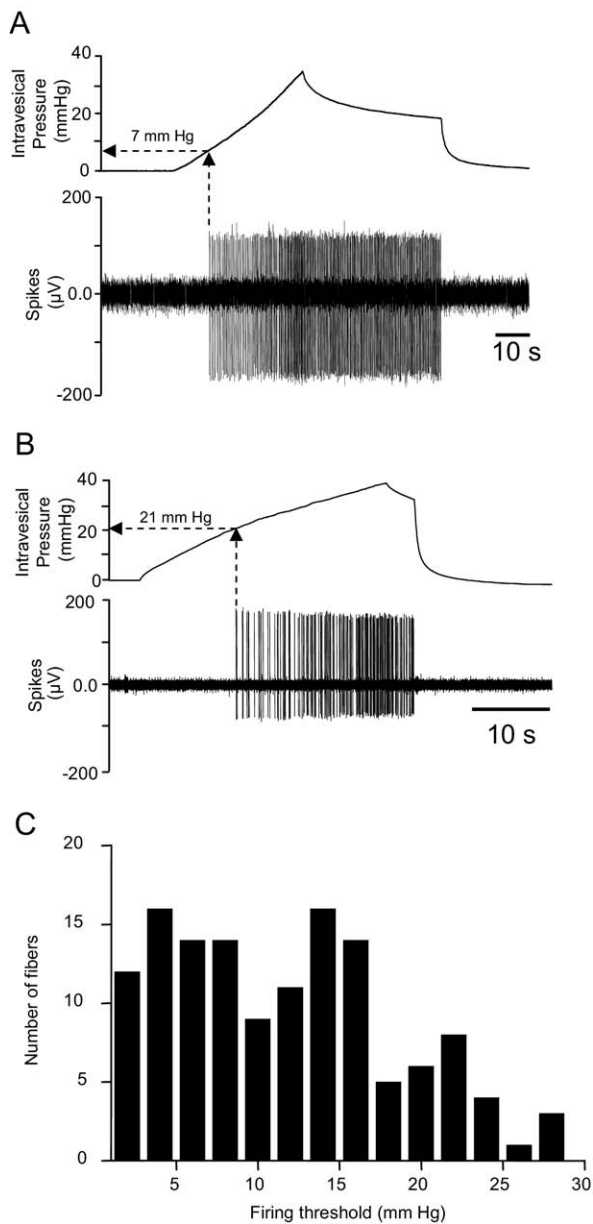 A
Intravesical
Pressure
(mmHg)
40
20
0
7 mm Hg
Spikes
(µV)
200
0.0
-200
10 s
B
Intravesical
Pressure
(mmHg)
40
20
0
21 mm Hg
Spikes
(µV)
200
0.0
-200
10 s
C
Number of fibers
20
15
10
5
0
5 10 15 20 25 30
Firing threshold (mm Hg)